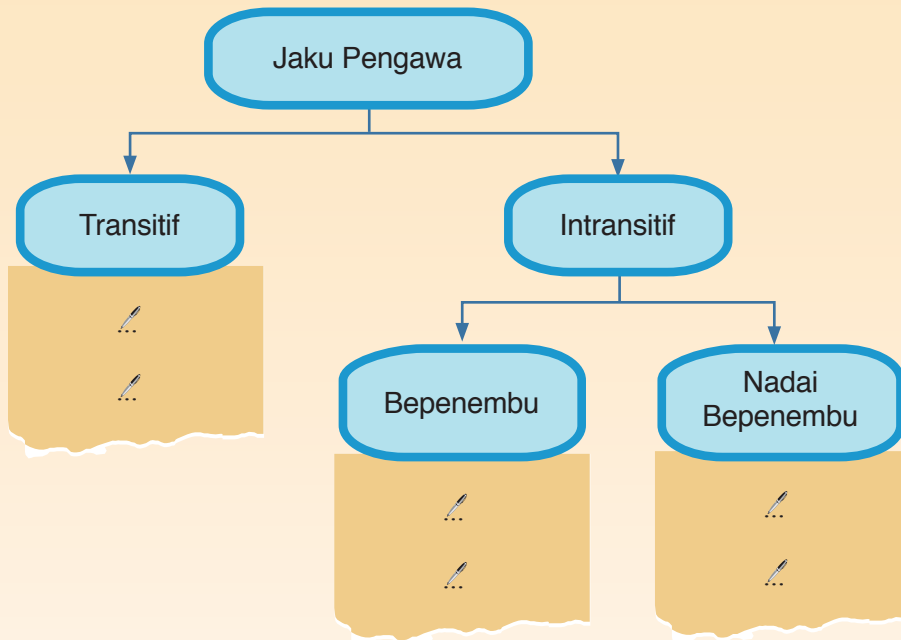 Jaku Pengawa
Transitif
Intransitif
Bepenembu
Nadai
Bepenembu